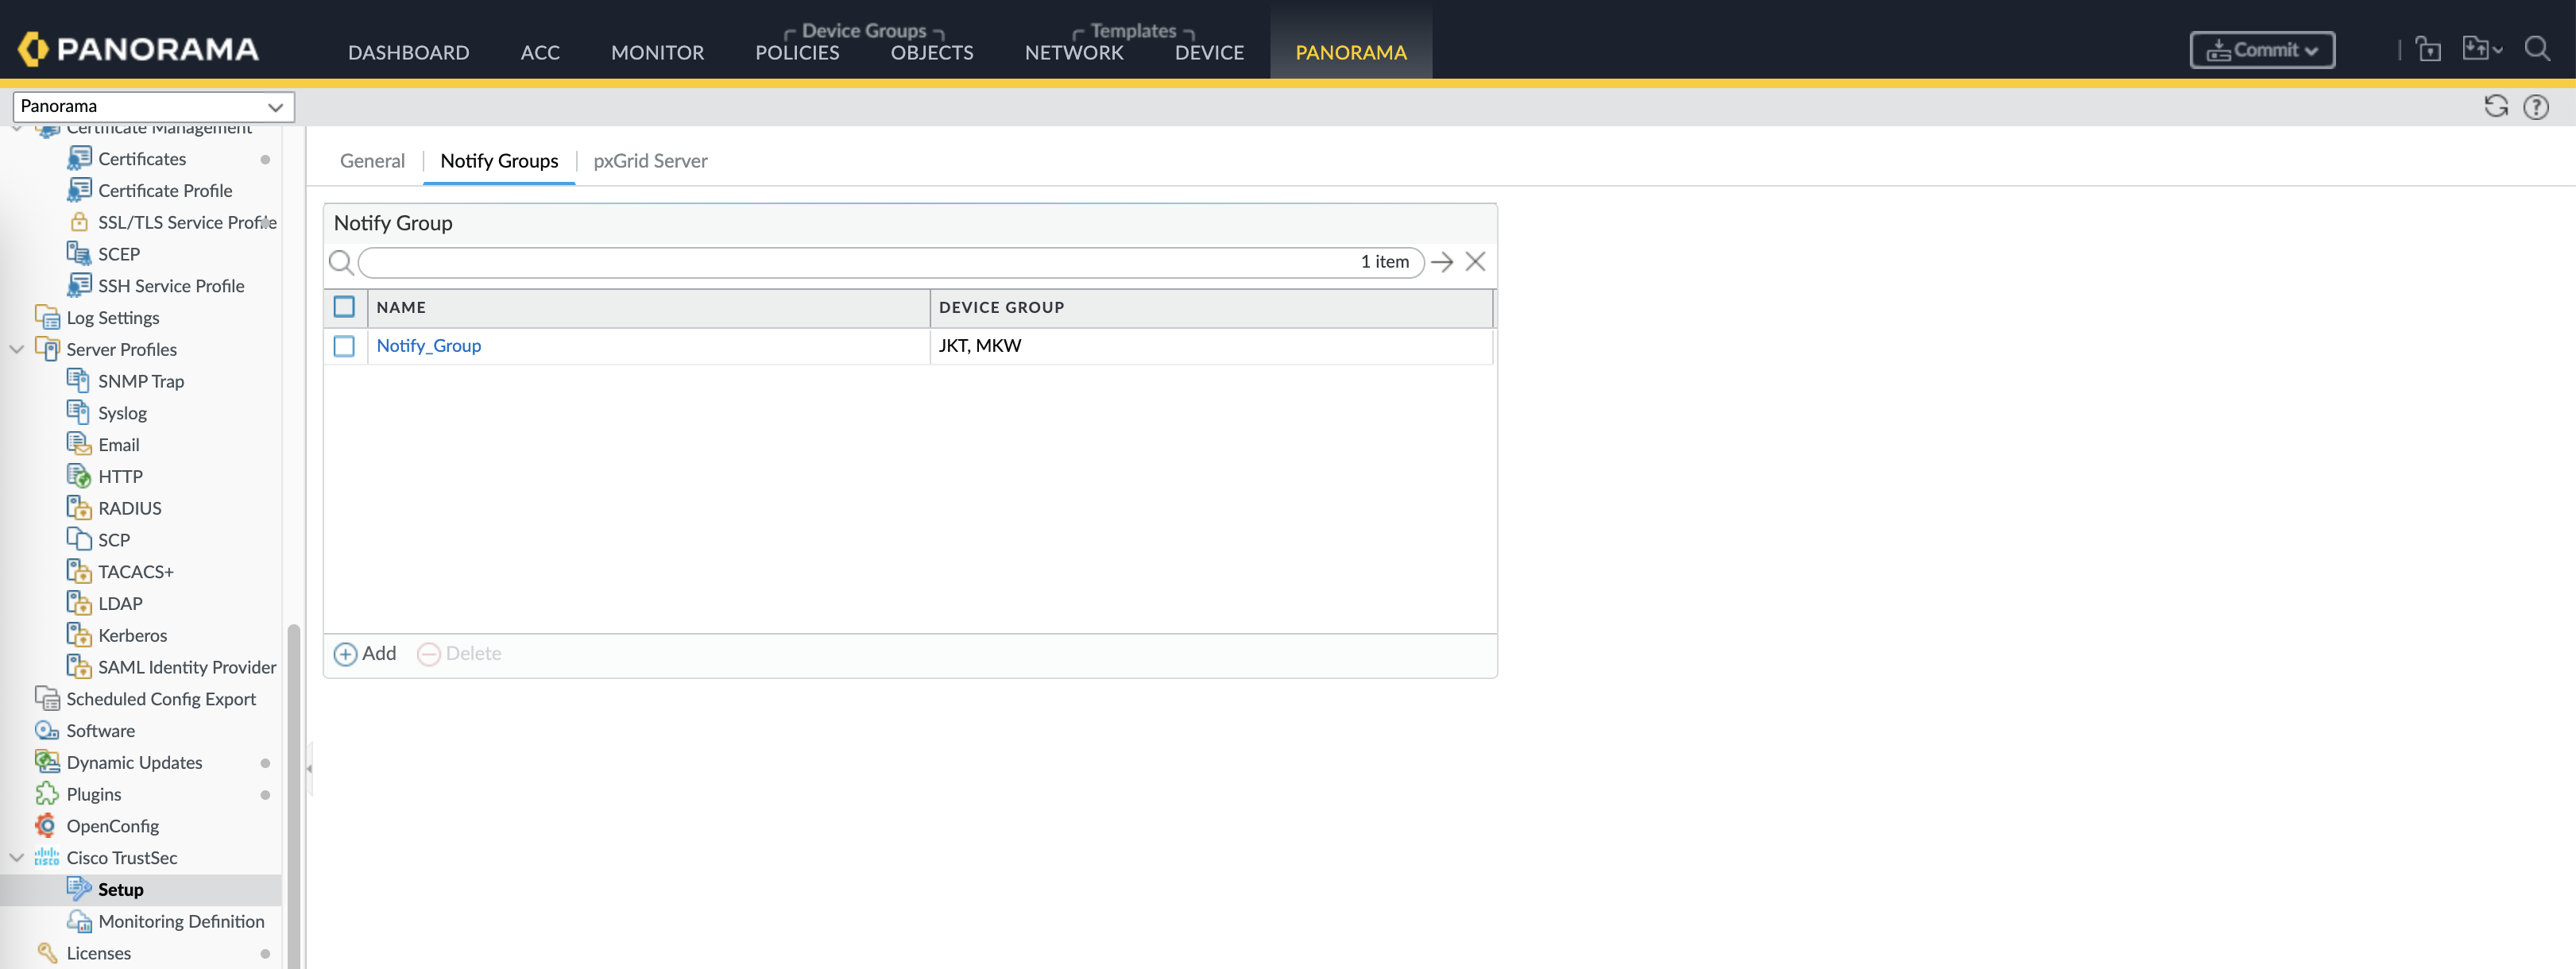 PANORAMA
Device Groups
Templates
DASHBOARD ACC MONITOR POLICIES OBJECTS NETWORK DEVICE PANORAMA
Commit
Panorama
Certificate Management
Certificates
Certificate Profile
SSL/TLS Service Profile
SCEP
SSH Service Profile
Log Settings
Server Profiles
SNMP Trap
Syslog
Email
HTTP
RADIUS
SCP
TACACS+
LDAP
Kerberos
SAML Identity Provider
Scheduled Config Export
Software
Dynamic Updates
Plugins
OpenConfig
cisco Cisco TrustSec
Setup
Monitoring Definition
Licenses
General Notify Groups pxGrid Server
Notify Group
1 item
NAME DEVICE GROUP
Notify_Group JKT, MKW
Add Delete